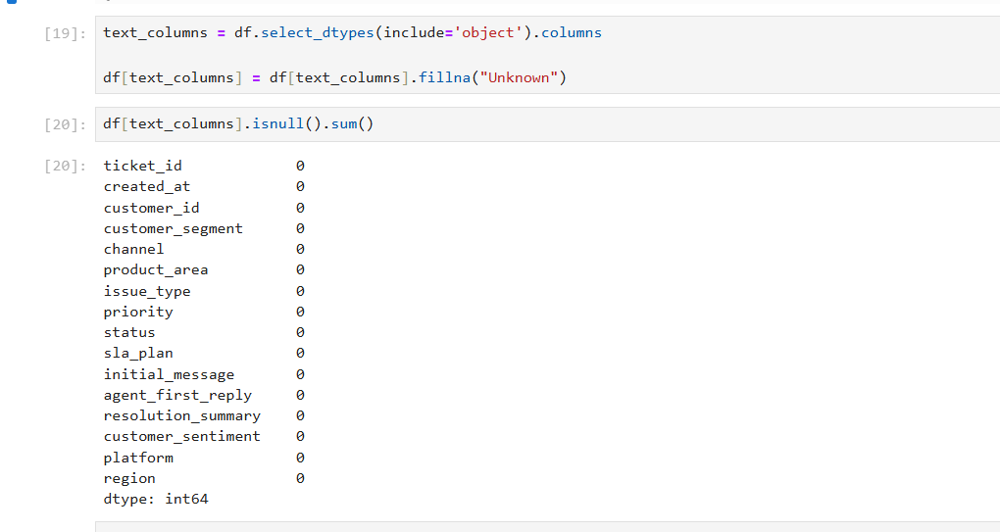 [19]: text_columns = df.select_dtypes(include='object').columns
df[text_columns] = df[text_columns].fillna("Unknown")
[20]: df[text_columns].isnull().sum()
[20]: ticket_id 0
created_at 0
customer_id 0
customer_segment 0
channel 0
product_area 0
issue_type 0
priority 0
status 0
sla_plan 0
initial_message 0
agent_first_reply 0
resolution_summary 0
customer_sentiment 0
platform 0
region 0
dtype: int64